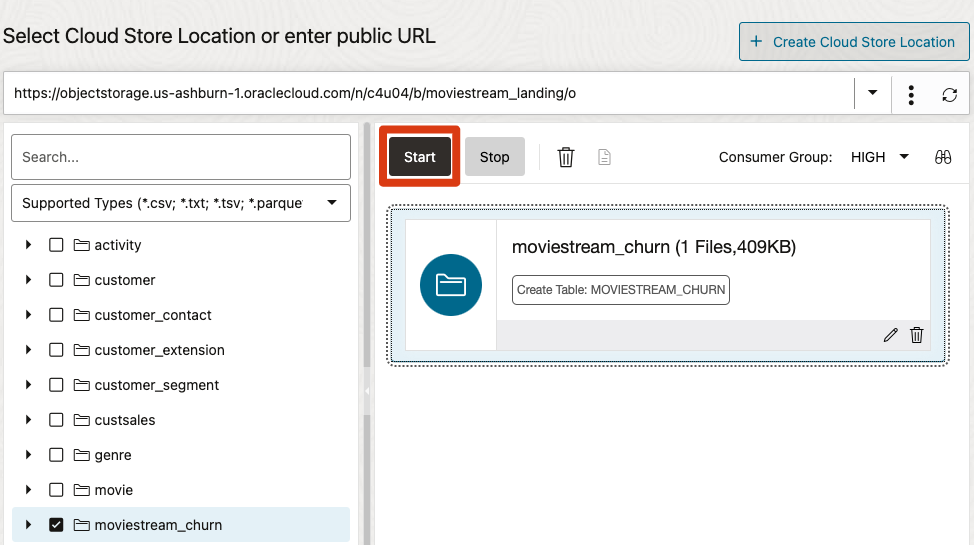 Select Cloud Store Location or enter public URL
+ Create Cloud Store Location
https://objectstorage.us-ashburn-1.oraclecloud.com/n/c4u04/b/moviestream_landing/o
Search...
Supported Types (*.csv; *.txt; *.tsv; *.parque
activity
customer
customer_contact
customer_extension
customer_segment
custsales
genre
movie
moviestream_churn
Start
Stop
Consumer Group:
HIGH
moviestream_churn (1 Files,409KB)
Create Table: MOVIESTREAM_CHURN